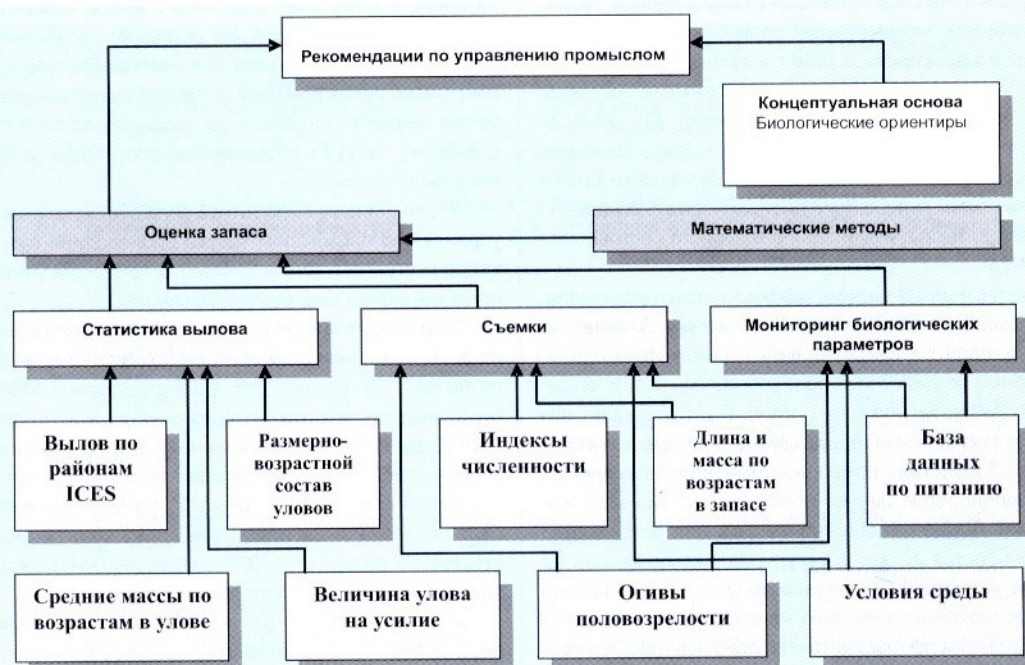 Рекомендации по управлению промыслом
Концептуальная основа
Биологические ориентиры
Оценка запаса
Математические методы
Статистика вылова
Съемки
Мониторинг биологических
параметров
Вылов по
районам
ICES
Размерно-
возрастной
состав
уловов
Индексы
численности
Длина и
масса по
возрастам
в запасе
База
данных
по питанию
Средние массы по
возрастам в улове
Величина улова
на усилие
Огивы
половозрелости
Условия среды